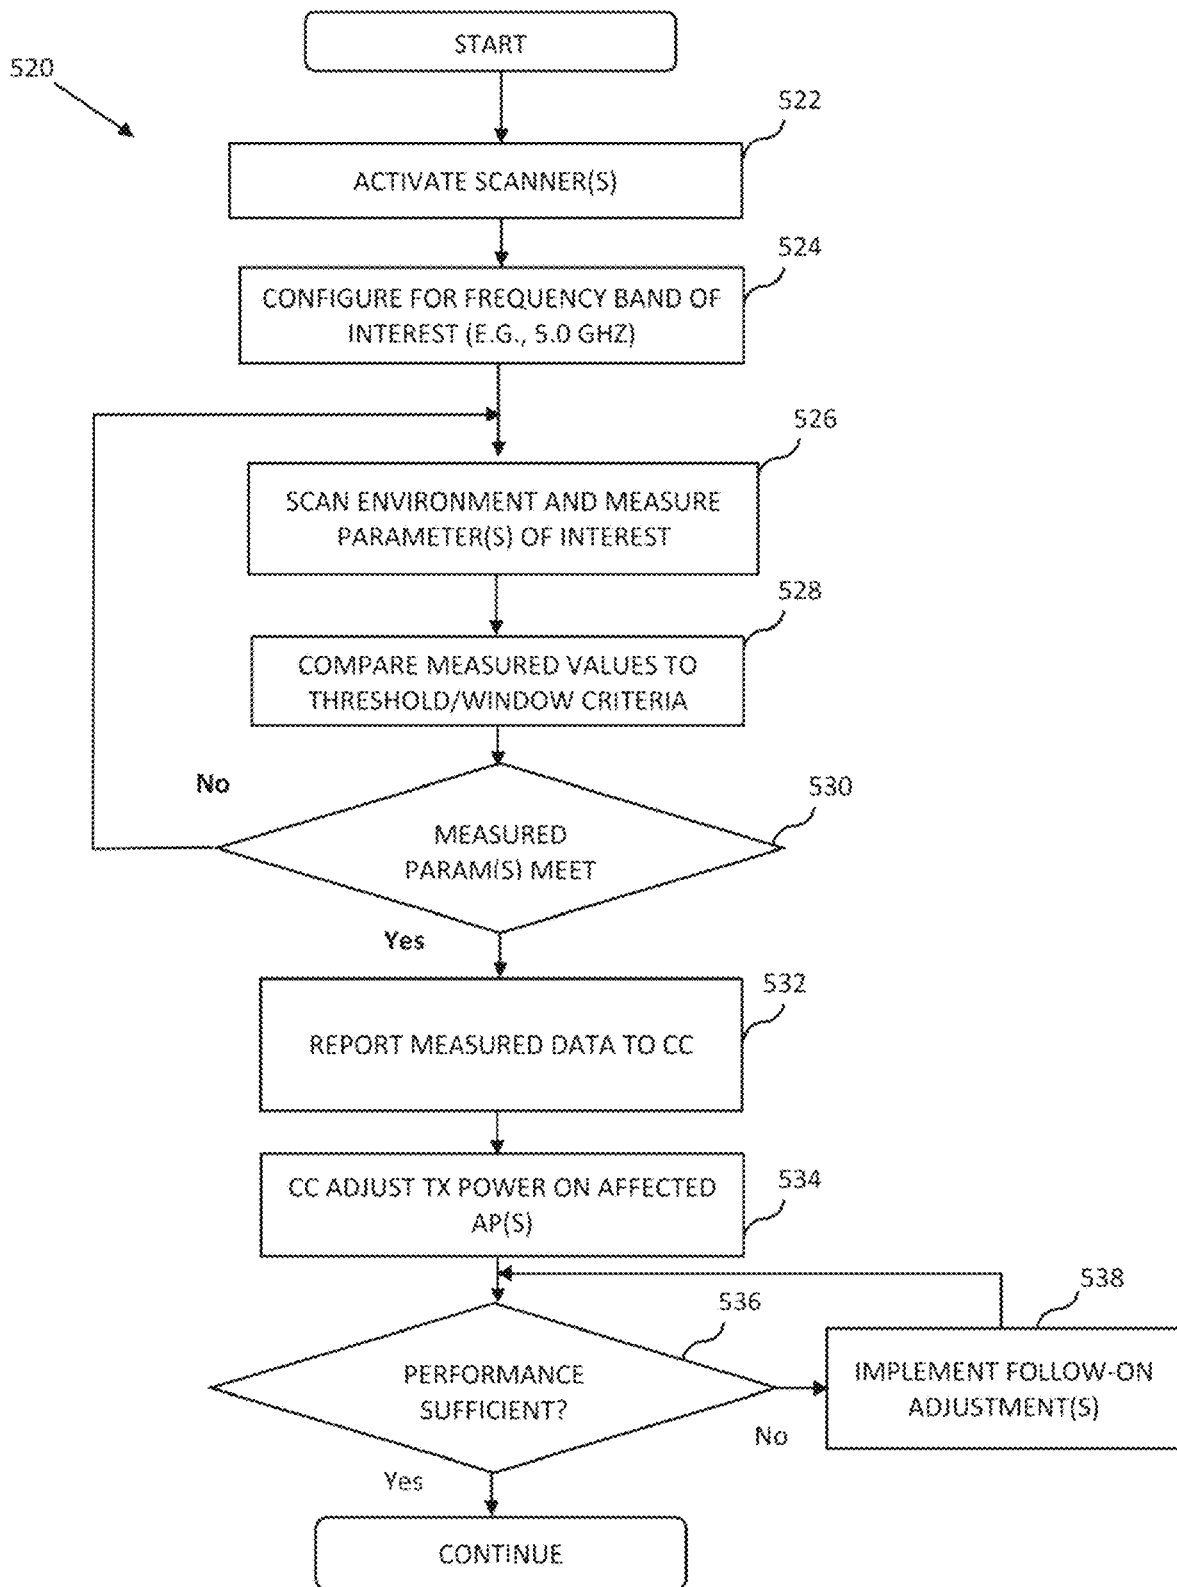 START
520
522
ACTIVATE SCANNER(S)
524
CONFIGURE FOR FREQUENCY BAND OF
INTEREST (E.G., 5.0 GHZ)
526
SCAN ENVIRONMENT AND MEASURE
PARAMETER(S) OF INTEREST
528
COMPARE MEASURED VALUES TO
THRESHOLD/WINDOW CRITERIA
No
530
MEASURED
PARAM(S) MEET
Yes
532
REPORT MEASURED DATA TO CC
CC ADJUST TX POWER ON AFFECTED
AP(S)
534
536
538
PERFORMANCE
SUFFICIENT?
IMPLEMENT FOLLOW-ON
ADJUSTMENT(S)
No
Yes
CONTINUE